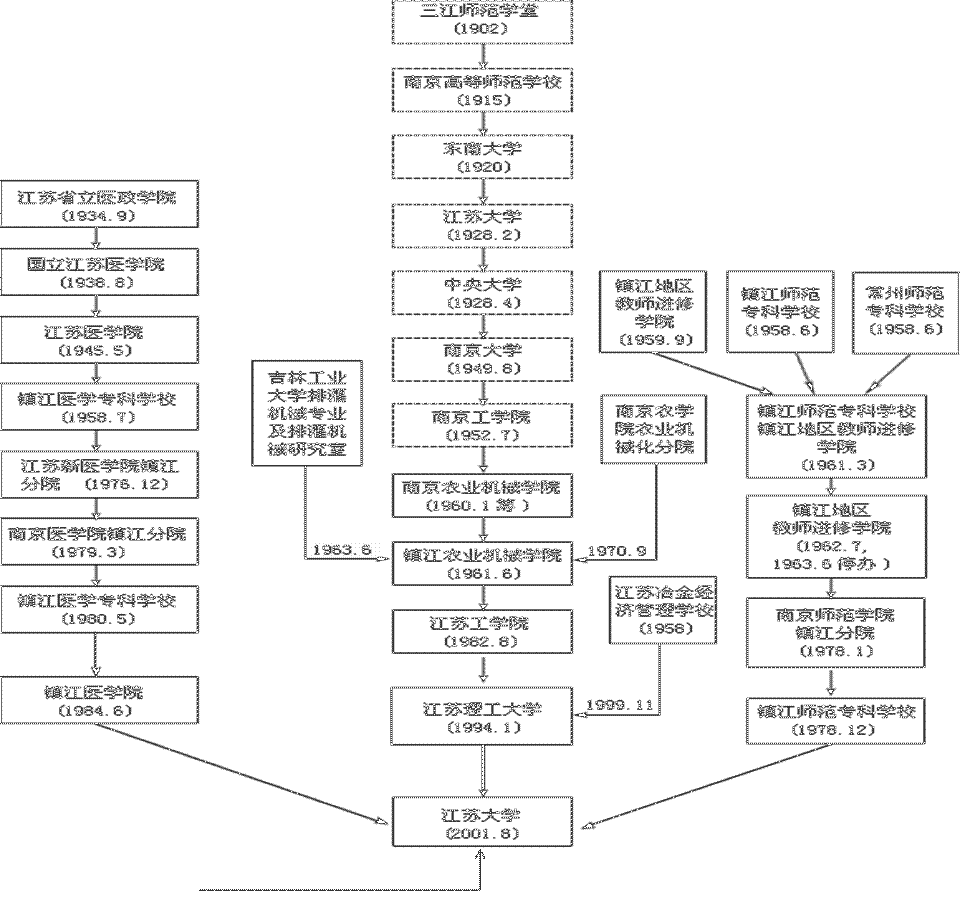 三江师范学堂
(1902)
南京高等师范学校
(1915)
东南大学
(1920)
江苏大学
(1928.2)
中央大学
(1928.4)
南京大学
(1949.8)
南京工学院
(1952.7)
南京农业机械学院
(1960.1筹)
镇江农业机械学院
(1961.6)
江苏工学院
(1982.8)
江苏理工大学
(1994.1)
江苏大学
(2001.8)
江苏省立医政学院
(1934.9)
国立江苏医学院
(1938.8)
江苏医学院
(1945.5)
镇江医学专科学校
(1958.7)
江苏新医学院镇江
分院 (1976.12)
南京医学院镇江分院
(1979.3)
镇江医学专科学校
(1980.5)
镇江医学院
(1984.6)
吉林工业
大学排灌
机械专业
及排灌机
械研究室
1963.6
南京农学
院农业机
械化分院
1970.9
江苏冶金经
济管理学校
(1958)
1999.11
镇江地区
教师进修
学院
(1959.9)
镇江师范
专科学校
(1958.6)
常州师范
专科学校
(1958.6)
镇江师范专科学校
镇江地区教师进修
学院
(1961.3)
镇江地区
教师进修学院
(1962.7,
1963.6停办)
南京师范学院
镇江分院
(1978.1)
镇江师范专科学校
(1978.12)